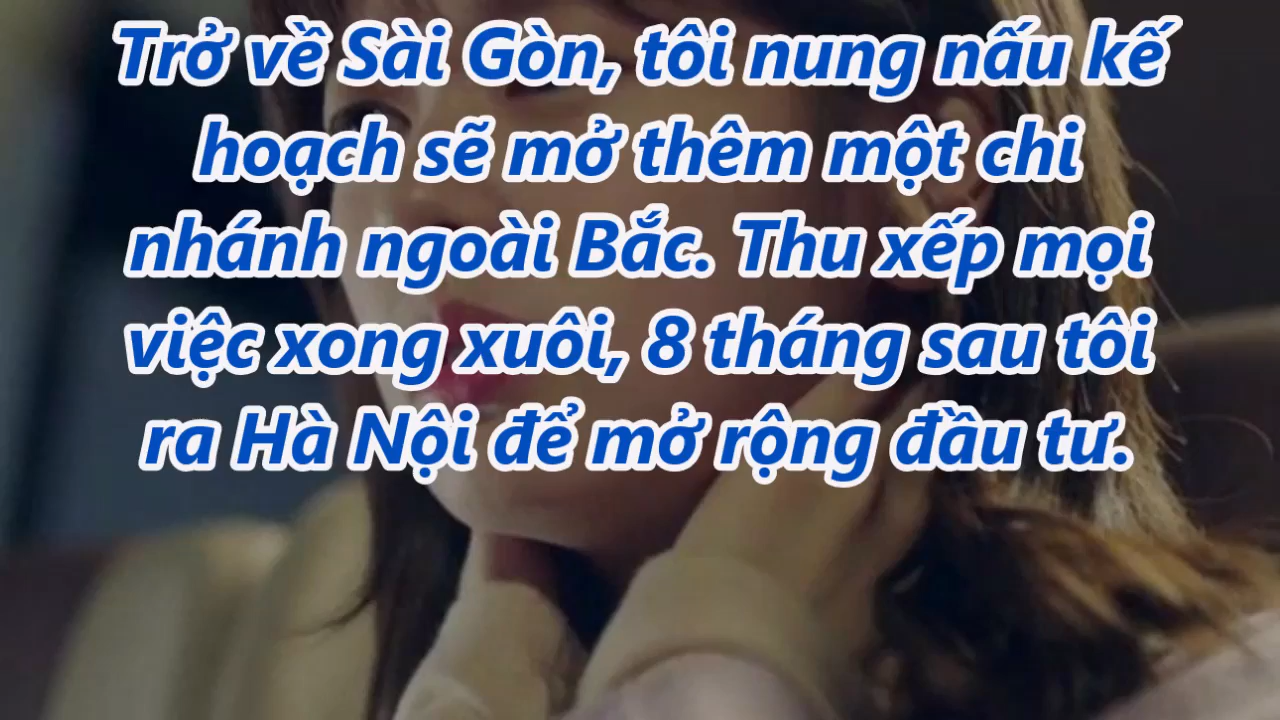 Trở về Sài Gòn, tôi nung nấu kế
hoạch sẽ mở thêm một chi
nhánh ngoài Bắc. Thu xếp mọi
việc xong xuôi, 8 tháng sau tôi
ra Hà Nội để mở rộng đầu tư.